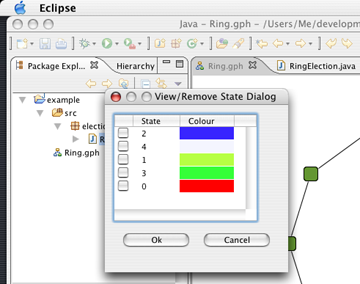 Eclipse
Java - Ring.gph - /Users/Me/developm
Package Expl...
Hierarchy
Ring.gph
RingElection.java
example
src
election
R
Ring.gph
View/Remove State Dialog
State Colour
2
4
1
3
0
Ok Cancel